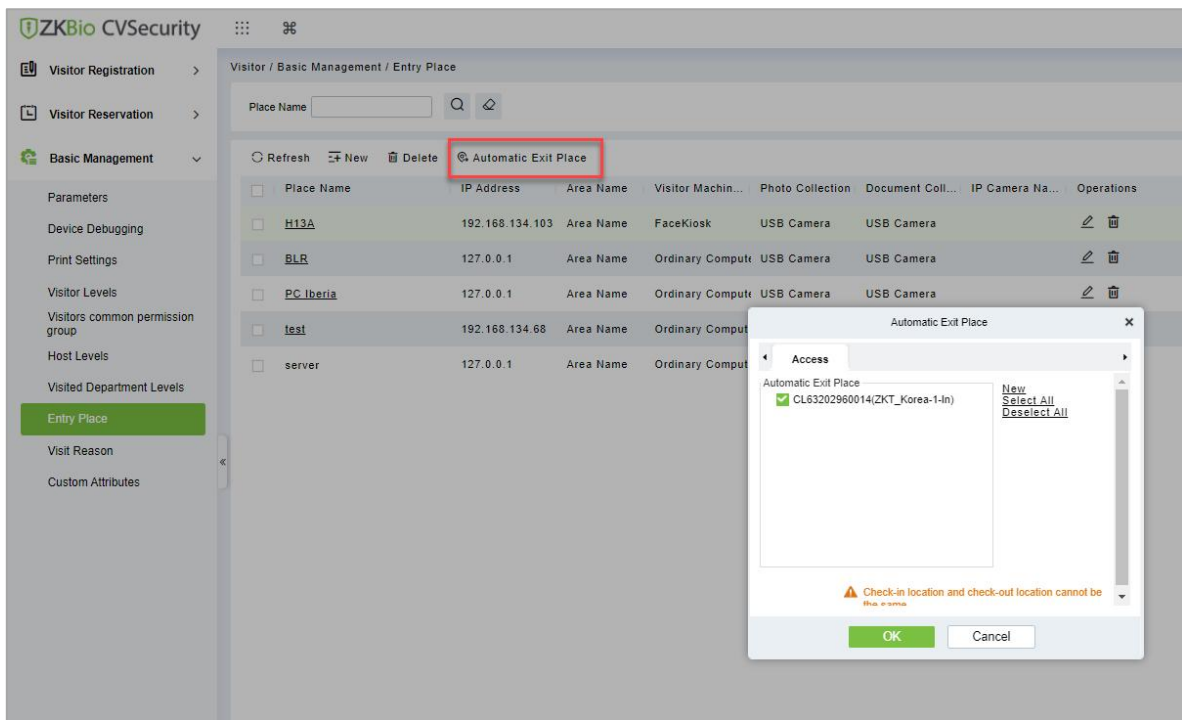 ZKBio CVSecurity
Visitor Registration
Visitor Reservation
Basic Management
Parameters
Device Debugging
Print Settings
Visitor Levels
Visitors common permission
group
Host Levels
Visited Department Levels
Entry Place
Visit Reason
Custom Attributes
Visitor / Basic Management / Entry Place
Place Name
Refresh New Delete Automatic Exit Place
Place Name IP Address Area Name Visitor Machin... Photo Collection Document Coll... IP Camera Na... Operations
H13A 192.168.134.103 Area Name FaceKiosk USB Camera USB Camera
BLR 127.0.0.1 Area Name Ordinary Compute USB Camera USB Camera
PC Iberia 127.0.0.1 Area Name Ordinary Compute USB Camera USB Camera
test 192.168.134.68 Area Name Ordinary Comput
server 127.0.0.1 Area Name Ordinary Comput
Automatic Exit Place
Access
Automatic Exit Place
CL63202960014(ZKT_Korea-1-In)
New
Select All
Deselect All
Check-in location and check-out location cannot be
the same
OK Cancel